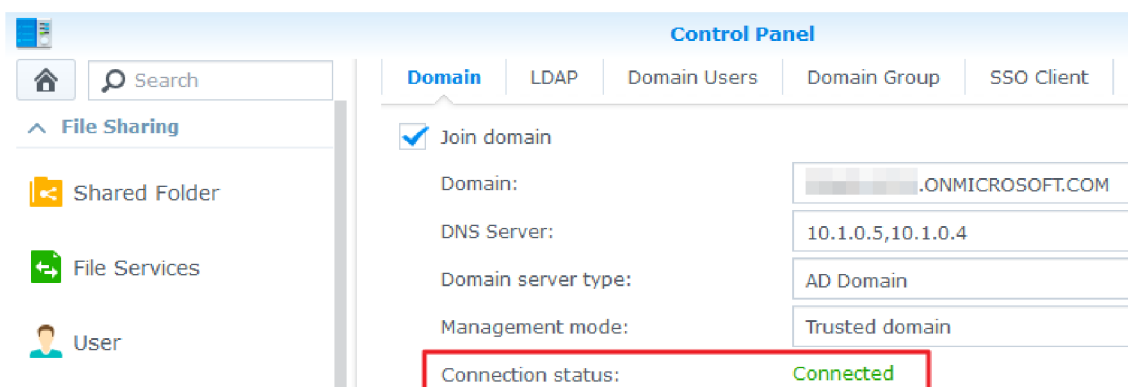 Control Panel
Search
File Sharing
Shared Folder
File Services
User
Domain LDAP Domain Users Domain Group SSO Client
Join domain
Domain: .ONMICROSOFT.COM
DNS Server: 10.1.0.5,10.1.0.4
Domain server type: AD Domain
Management mode: Trusted domain
Connection status: Connected